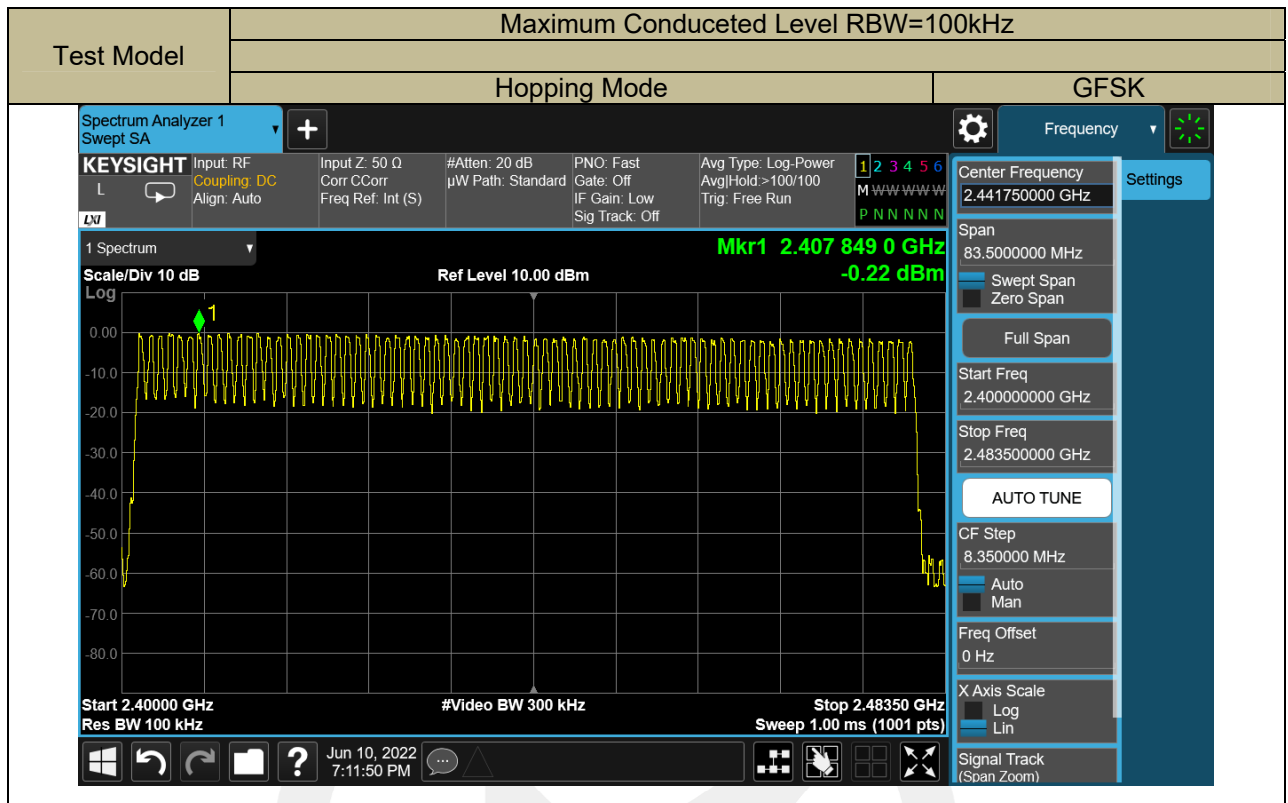 Maximum Conduceted Level RBW=100kHz
Test Model
Hopping Mode
GFSK
Spectrum Analyzer 1
Swept SA
Frequency
KEYSIGHT
L
LXI
Input: RF
Coupling: DC
Align: Auto
Input Z: 50 Ω
Corr CCorr
Freq Ref: Int (S)
#Atten: 20 dB
µW Path: Standard
PNO: Fast
Gate: Off
IF Gain: Low
Sig Track: Off
Avg Type: Log-Power
Avg|Hold:>100/100
Trig: Free Run
1 2 3 4 5 6
M W W W W W
P N N N N N
Center Frequency
2.441750000 GHz
Settings
Span
83.5000000 MHz
Swept Span
Zero Span
Full Span
Start Freq
2.400000000 GHz
Stop Freq
2.483500000 GHz
AUTO TUNE
CF Step
8.350000 MHz
Auto
Man
Freq Offset
0 Hz
X Axis Scale
Log
Lin
Signal Track
(Span Zoom)
1 Spectrum
Mkr1 2.407 849 0 GHz
Scale/Div 10 dB
Ref Level 10.00 dBm
-0.22 dBm
Log
1
0.00
-10.0
-20.0
-30.0
-40.0
-50.0
-60.0
-70.0
-80.0
Start 2.40000 GHz
#Video BW 300 kHz
Stop 2.48350 GHz
Res BW 100 kHz
Sweep 1.00 ms (1001 pts)
?
Jun 10, 2022
7:11:50 PM